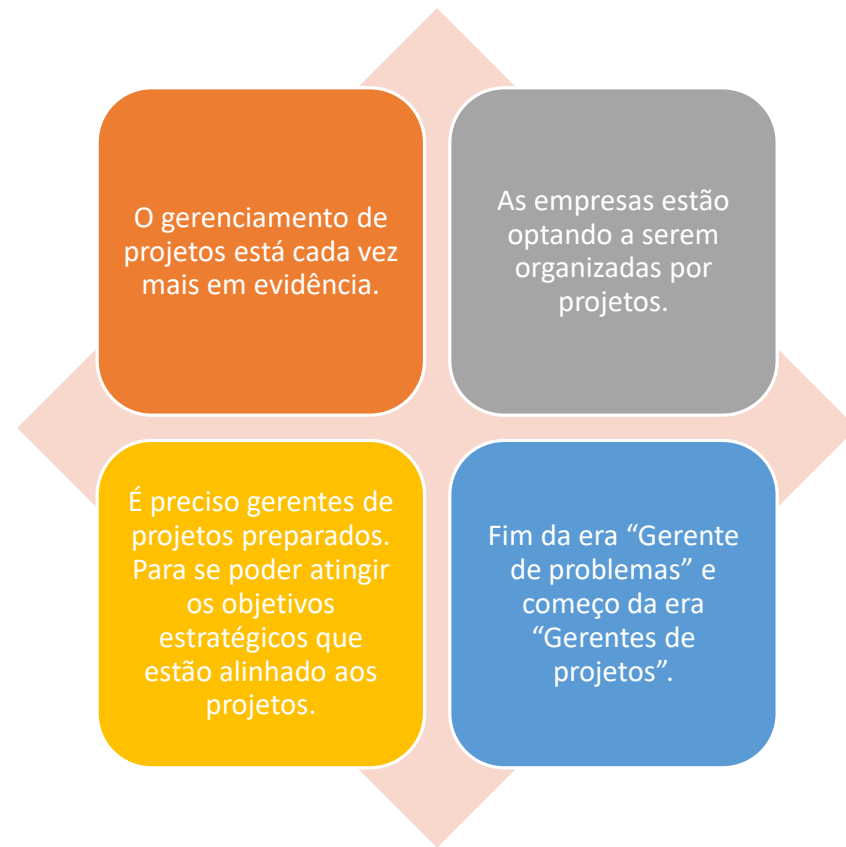 O gerenciamento de
projetos está cada vez
mais em evidência.
As empresas estão
optando a serem
organizadas por
projetos.
É preciso gerentes de
projetos preparados.
Para se poder atingir
os objetivos
estratégicos que
estão alinhado aos
projetos.
Fim da era “Gerente
de problemas” e
começo da era
“Gerentes de
projetos”.